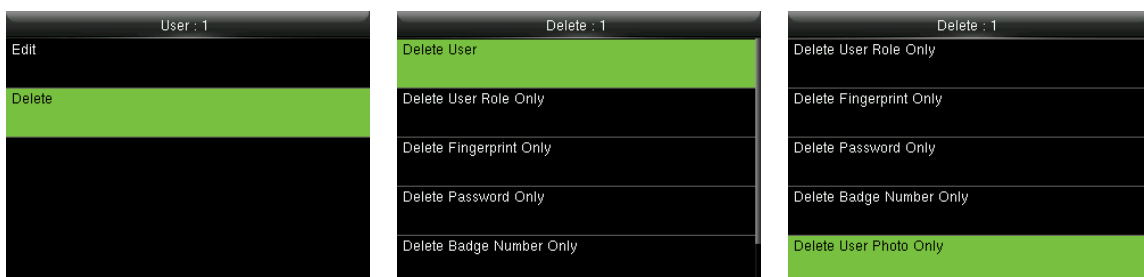 User : 1
Edit
Delete
Delete : 1
Delete User
Delete User Role Only
Delete Fingerprint Only
Delete Password Only
Delete Badge Number Only
Delete : 1
Delete User Role Only
Delete Fingerprint Only
Delete Password Only
Delete Badge Number Only
Delete User Photo Only